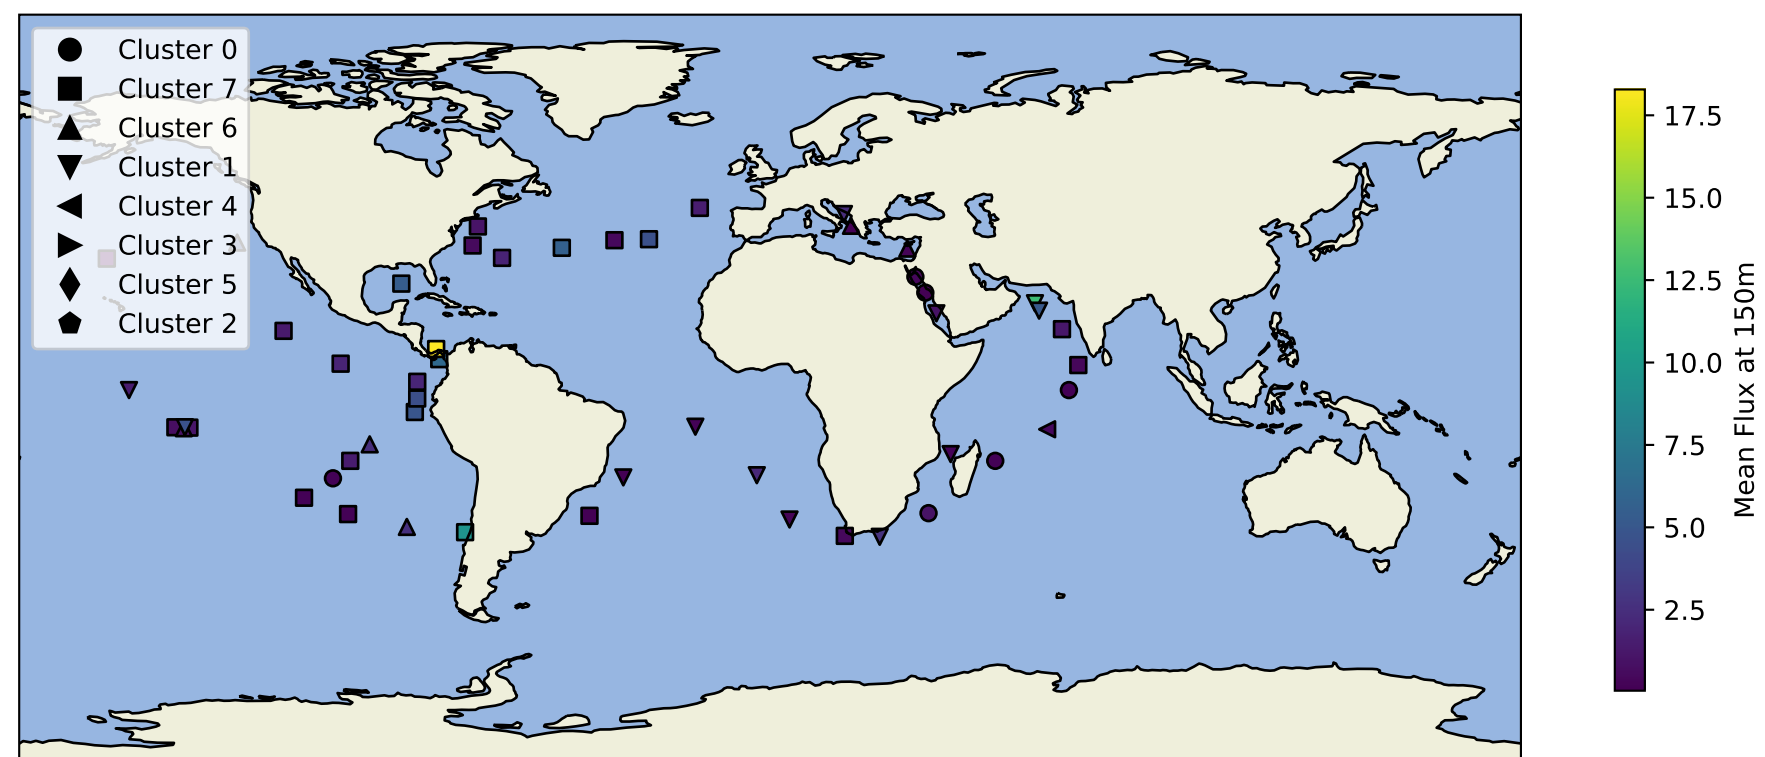 Cluster 0
Cluster 7
Cluster 6
Cluster 1
Cluster 4
Cluster 3
Cluster 5
Cluster 2
17.5
15.0
12.5
10.0
7.5
5.0
2.5
Mean Flux at 150m